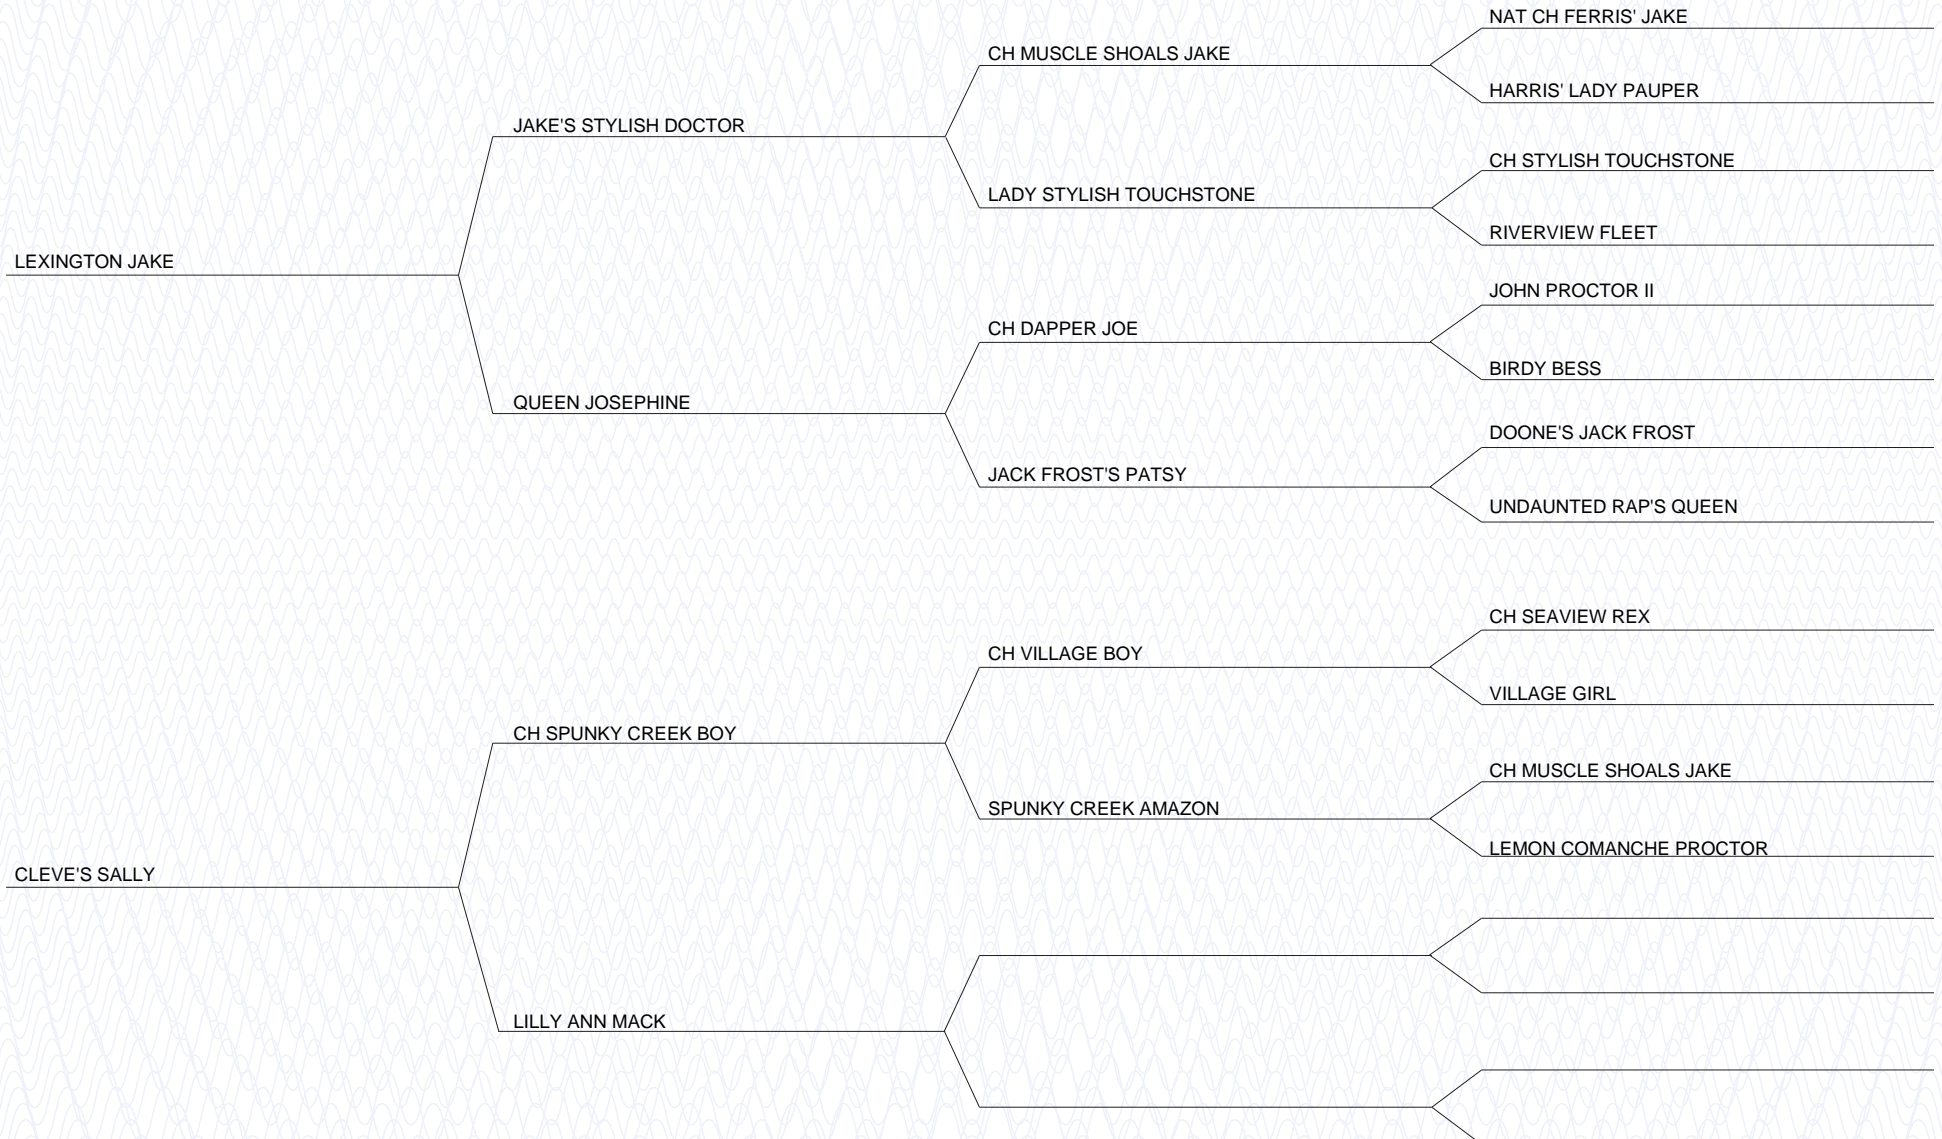 NAT CH FERRIS' JAKE
CH MUSCLE SHOALS JAKE
HARRIS' LADY PAUPER
JAKE'S STYLISH DOCTOR
CH STYLISH TOUCHSTONE
LADY STYLISH TOUCHSTONE
RIVERVIEW FLEET
LEXINGTON JAKE
JOHN PROCTOR II
CH DAPPER JOE
BIRDY BESS
QUEEN JOSEPHINE
DOONE'S JACK FROST
JACK FROST'S PATSY
UNDAUNTED RAP'S QUEEN
CH SEAVIEW REX
CH VILLAGE BOY
VILLAGE GIRL
CH SPUNKY CREEK BOY
CH MUSCLE SHOALS JAKE
SPUNKY CREEK AMAZON
LEMON COMANCHE PROCTOR
CLEVE'S SALLY
LILLY ANN MACK